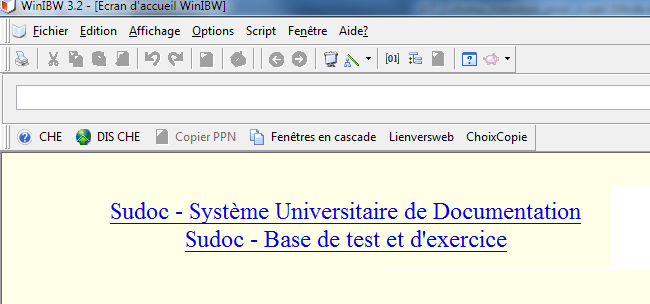 WinIBW 3.2 - [Ecran d'accueil WinIBW]
Fichier Edition Affichage Options Script Fenêtre Aide?
[01]
CHE DIS CHE Copier PPN Fenêtres en cascade Lienversweb ChoixCopie
Sudoc - Système Universitaire de Documentation
Sudoc - Base de test et d'exercice